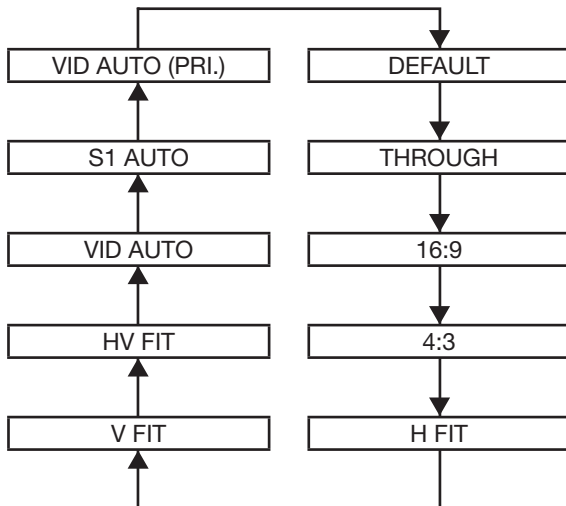 VID AUTO (PRI.)
DEFAULT
S1 AUTO
THROUGH
VID AUTO
16:9
HV FIT
4:3
V FIT
H FIT